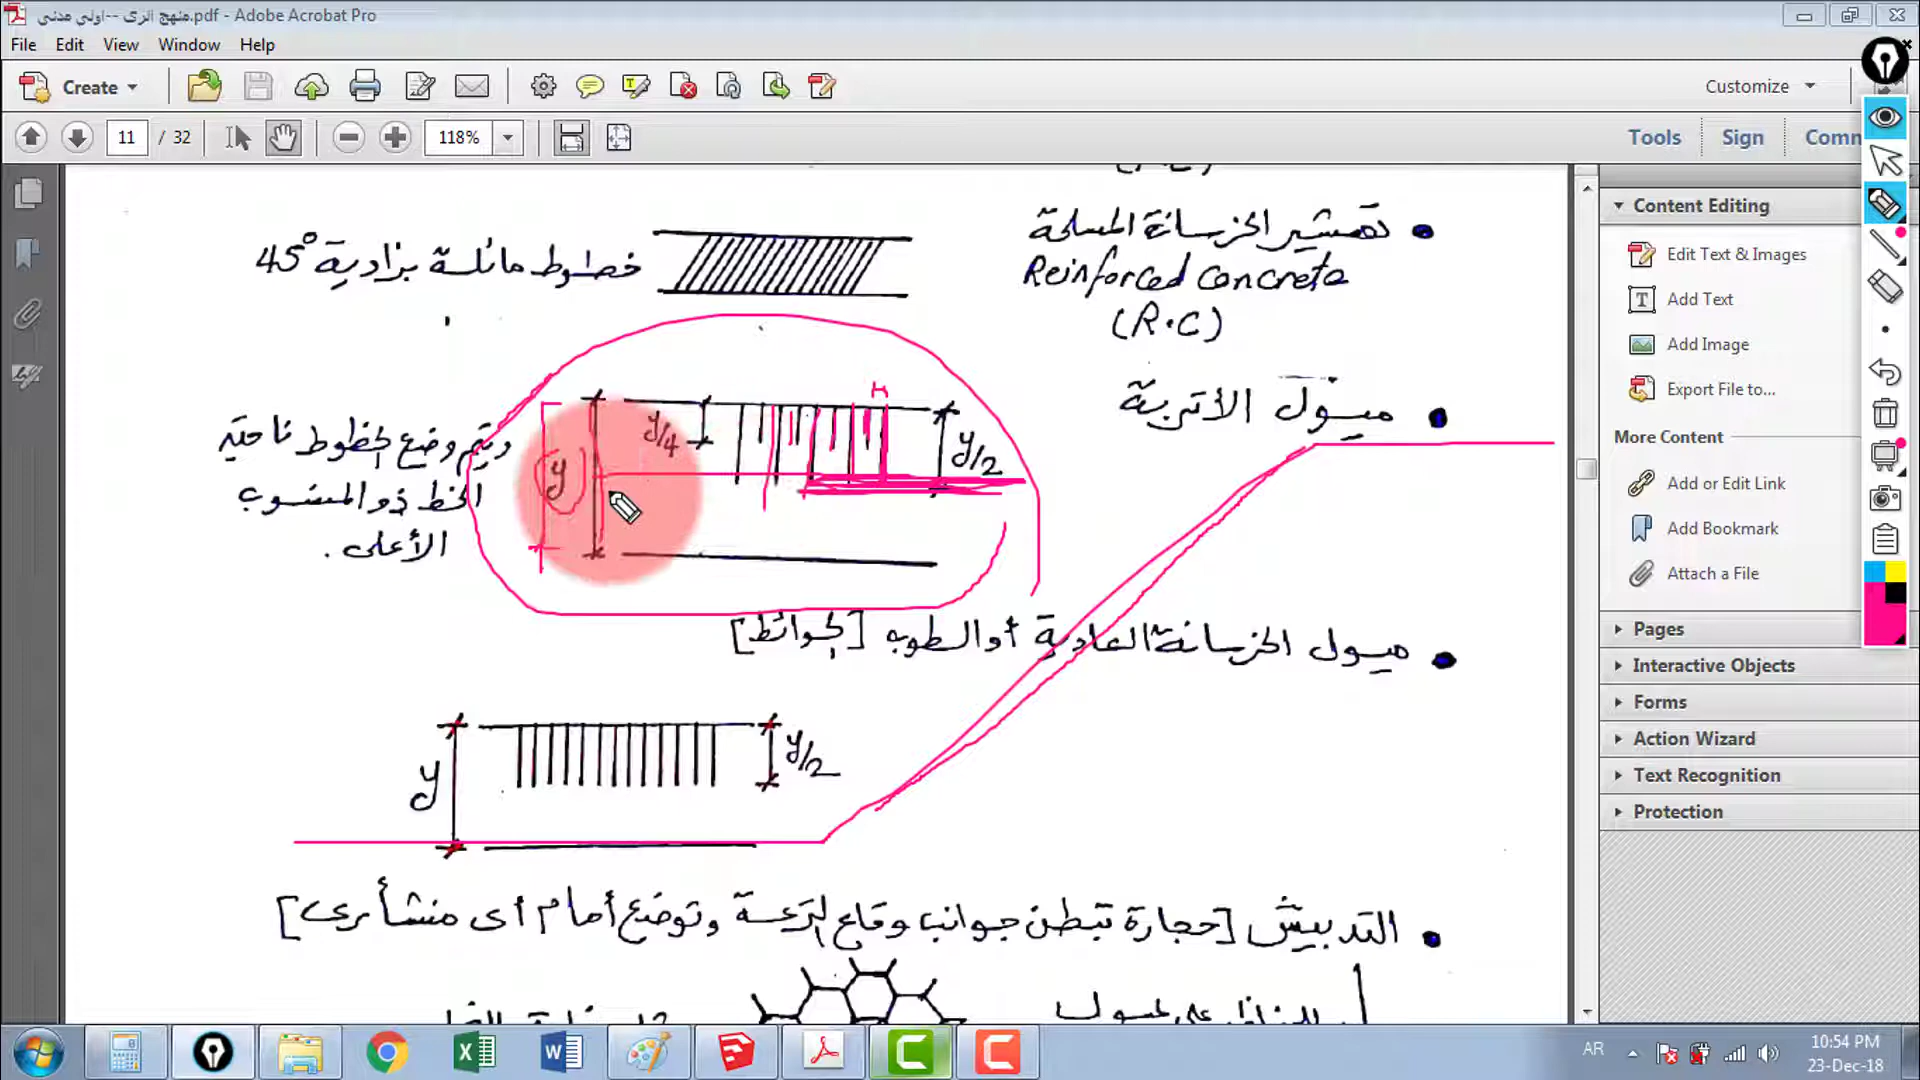 منهج الرى --اولى مدنى.pdf - Adobe Acrobat Pro
File Edit View Window Help
Create
Customize
11 / 32
118%
Tools Sign Comm
تهشير الخرسانة المسلحة
Reinforced concrete
(R.C)
خطوط مائلة بزاوية 45°
ميول الأتربة
y/4
y/2
y
ويتم وضع الخطوط ناحية
الخط ذو المنسوب
الأعلى .
ميول الخرسانة العادية أو الطوب [حوائط]
y
y/2
التدبيش [حجارة تبطن جوانب وقاع الترعة وتوضع أمام أى منشأ رى]
Content Editing
Edit Text & Images
Add Text
Add Image
Export File to...
More Content
Add or Edit Link
Add Bookmark
Attach a File
Pages
Interactive Objects
Forms
Action Wizard
Text Recognition
Protection
AR
10:54 PM
23-Dec-18